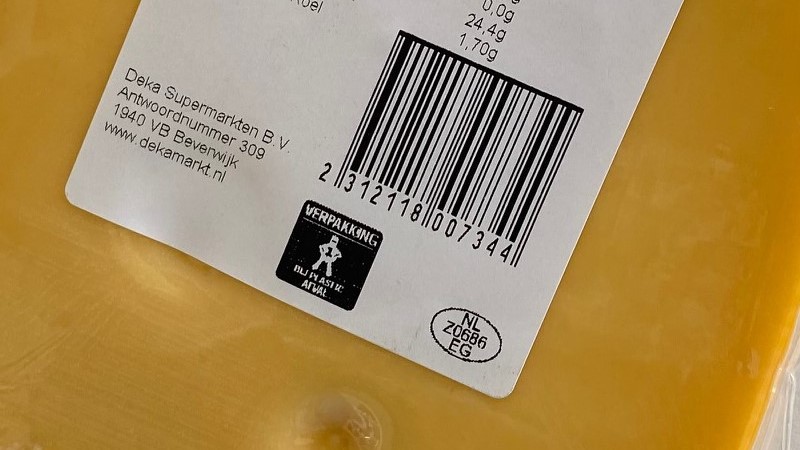 0,0g
24,4g
1,70g
Deka Supermarkten B.V.
Antwoordnummer 309
1940 VB Beverwijk
www.dekamarkt.nl
2 312118 007344
VERPAKKING
BIJ PLASTIC
AFVAL
NL
Z0686
EG